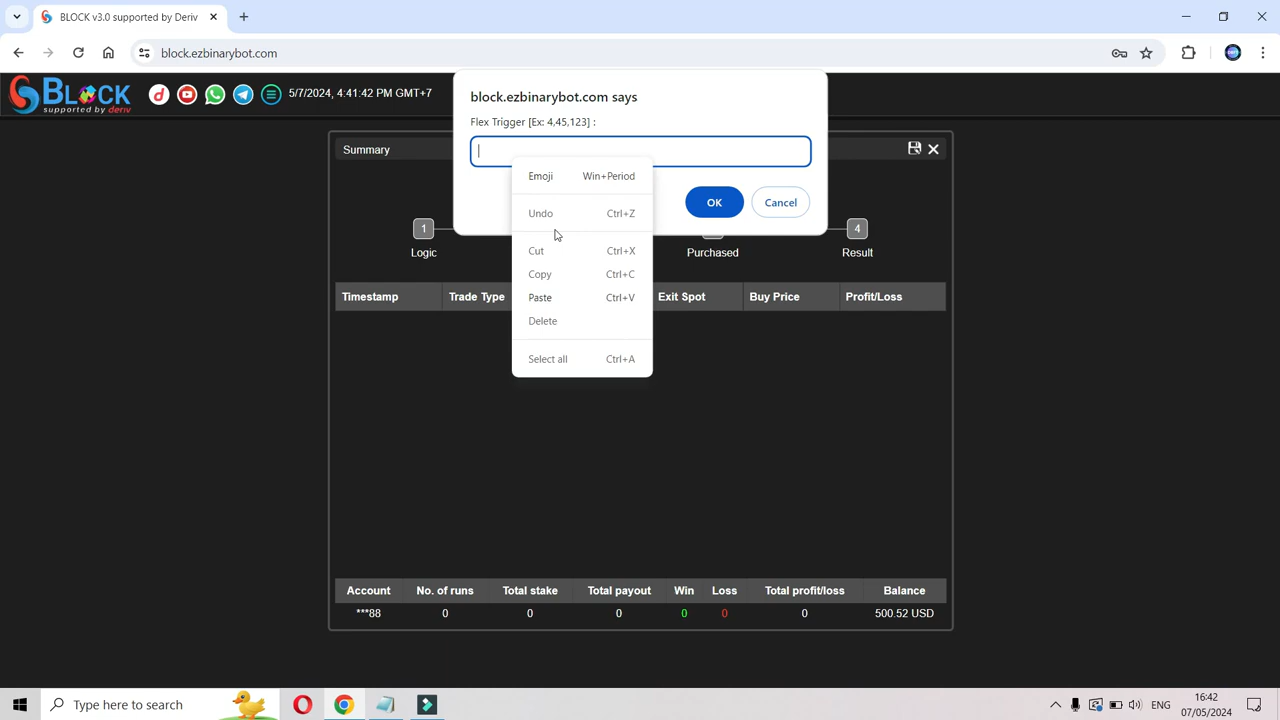 BLOCK v3.0 supported by Deriv
block.ezbinarybot.com
BLOCK
supported by deriv
5/7/2024, 4:41:42 PM GMT+7
block.ezbinarybot.com says
Flex Trigger [Ex: 4,45,123] :
OK
Cancel
Emoji Win+Period
Undo Ctrl+Z
Cut Ctrl+X
Copy Ctrl+C
Paste Ctrl+V
Delete
Select all Ctrl+A
Summary
1 4
Logic Purchased Result
Timestamp Trade Type Exit Spot Buy Price Profit/Loss
Account No. of runs Total stake Total payout Win Loss Total profit/loss Balance
***88 0 0 0 0 0 0 500.52 USD
Type here to search
ENG
16:42
07/05/2024